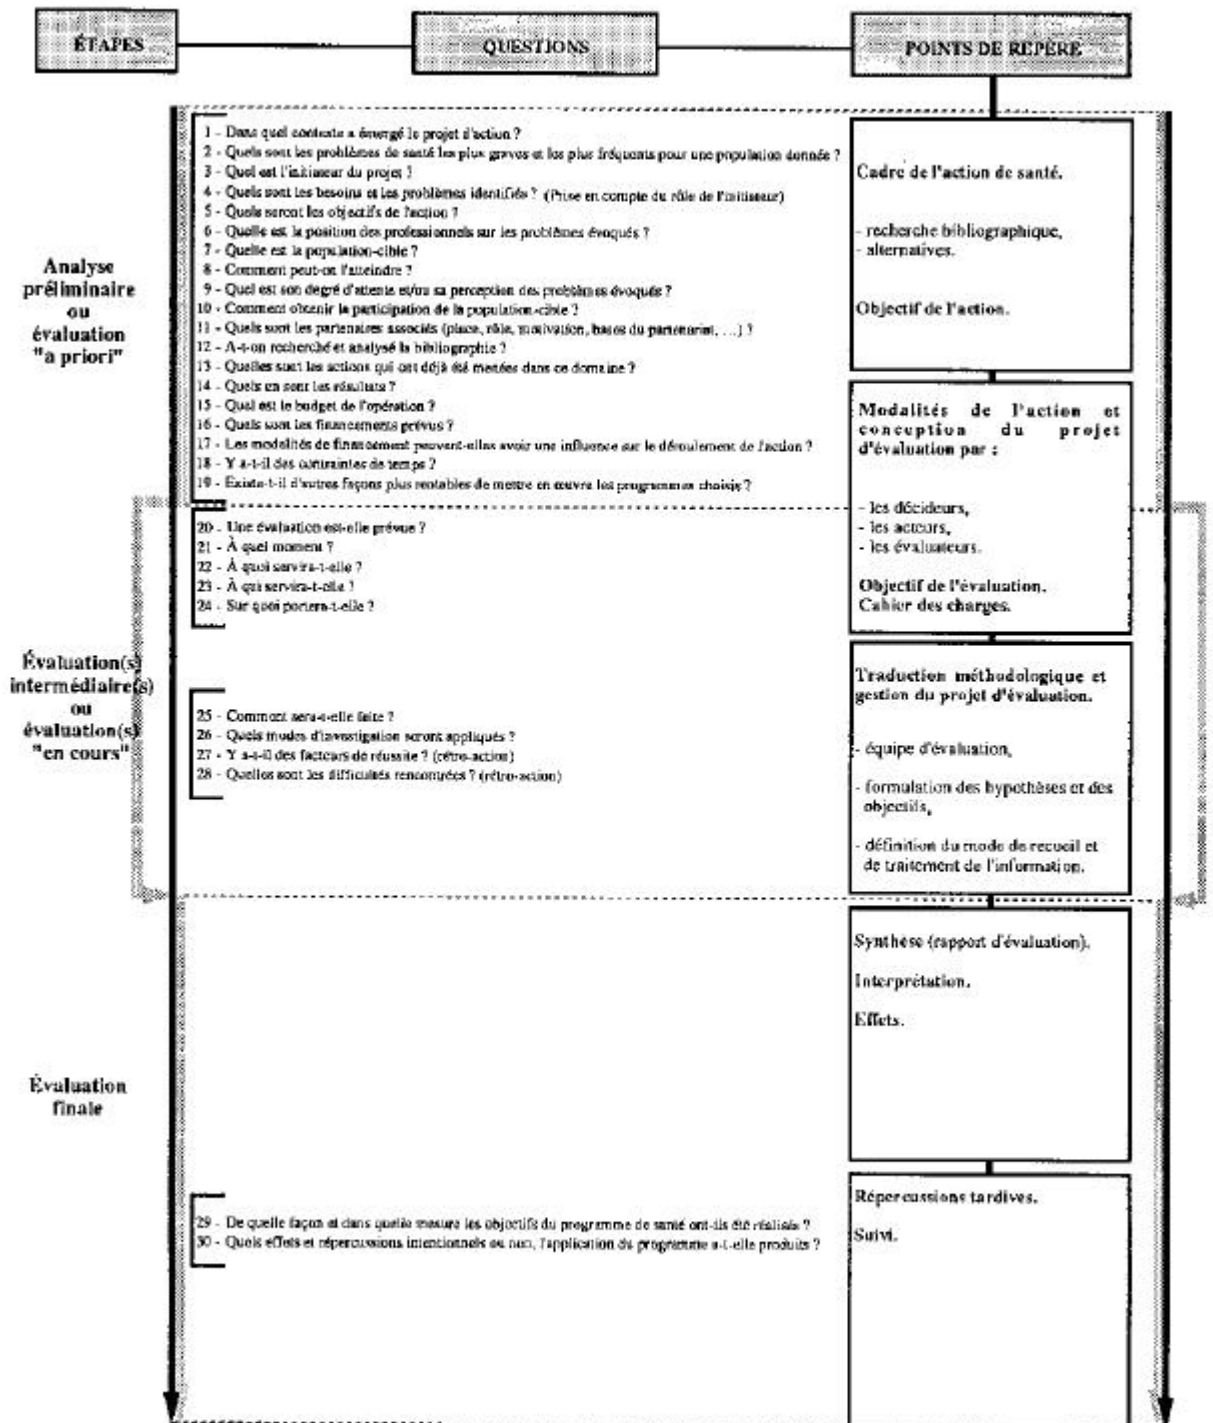 ÉTAPES
QUESTIONS
POINTS DE REPÈRE
Analyse
préliminaire
ou
évaluation
"a priori"
1 - Dans quel contexte a émergé le projet d'action ?
2 - Quels sont les problèmes de santé les plus graves et les plus fréquents pour une population donnée ?
3 - Quel est l'initiateur du projet ?
4 - Quels sont les besoins et les problèmes identifiés ? (Prise en compte du rôle de l'initiateur)
5 - Quels seront les objectifs de l'action ?
6 - Quelle est la position des professionnels sur les problèmes évoqués ?
7 - Quelle est la population-cible ?
8 - Comment peut-on l'atteindre ?
9 - Quel est son degré d'attente et/ou sa perception des problèmes évoqués ?
10 - Comment obtenir la participation de la population-cible ?
11 - Quels sont les partenaires associés (place, rôle, motivation, bases du partenariat, ...) ?
12 - A-t-on recherché et analysé la bibliographie ?
13 - Quelles sont les actions qui ont déjà été menées dans ce domaine ?
14 - Quels en sont les résultats ?
15 - Quel est le budget de l'opération ?
16 - Quels sont les financements prévus ?
17 - Les modalités de financement peuvent-elles avoir une influence sur le déroulement de l'action ?
18 - Y a-t-il des contraintes de temps ?
19 - Existe-t-il d'autres façons plus rentables de mettre en œuvre les programmes choisis ?
Cadre de l'action de santé.
- recherche bibliographique,
- alternatives.
Objectif de l'action.
Modalités de l'action et
conception du projet
d'évaluation par :
- les décideurs,
- les acteurs,
- les évaluateurs.
Objectif de l'évaluation.
Cahier des charges.
Évaluation(s)
intermédiaire(s)
ou
évaluation(s)
"en cours"
20 - Une évaluation est-elle prévue ?
21 - À quel moment ?
22 - À quoi servira-t-elle ?
23 - À qui servira-t-elle ?
24 - Sur quoi portera-t-elle ?
25 - Comment sera-t-elle faite ?
26 - Quels modes d'investigation seront appliqués ?
27 - Y a-t-il des facteurs de réussite ? (rétro-action)
28 - Quelles sont les difficultés rencontrées ? (rétro-action)
Traduction méthodologique et
gestion du projet d'évaluation.
- équipe d'évaluation,
- formulation des hypothèses et des
objectifs,
- définition du mode de recueil et
de traitement de l'information.
Évaluation
finale
Synthèse (rapport d'évaluation).
Interprétation.
Effets.
29 - De quelle façon et dans quelle mesure les objectifs du programme de santé ont-ils été réalisés ?
30 - Quels effets et répercussions intentionnels ou non, l'application du programme a-t-elle produits ?
Répercussions tardives.
Suivi.